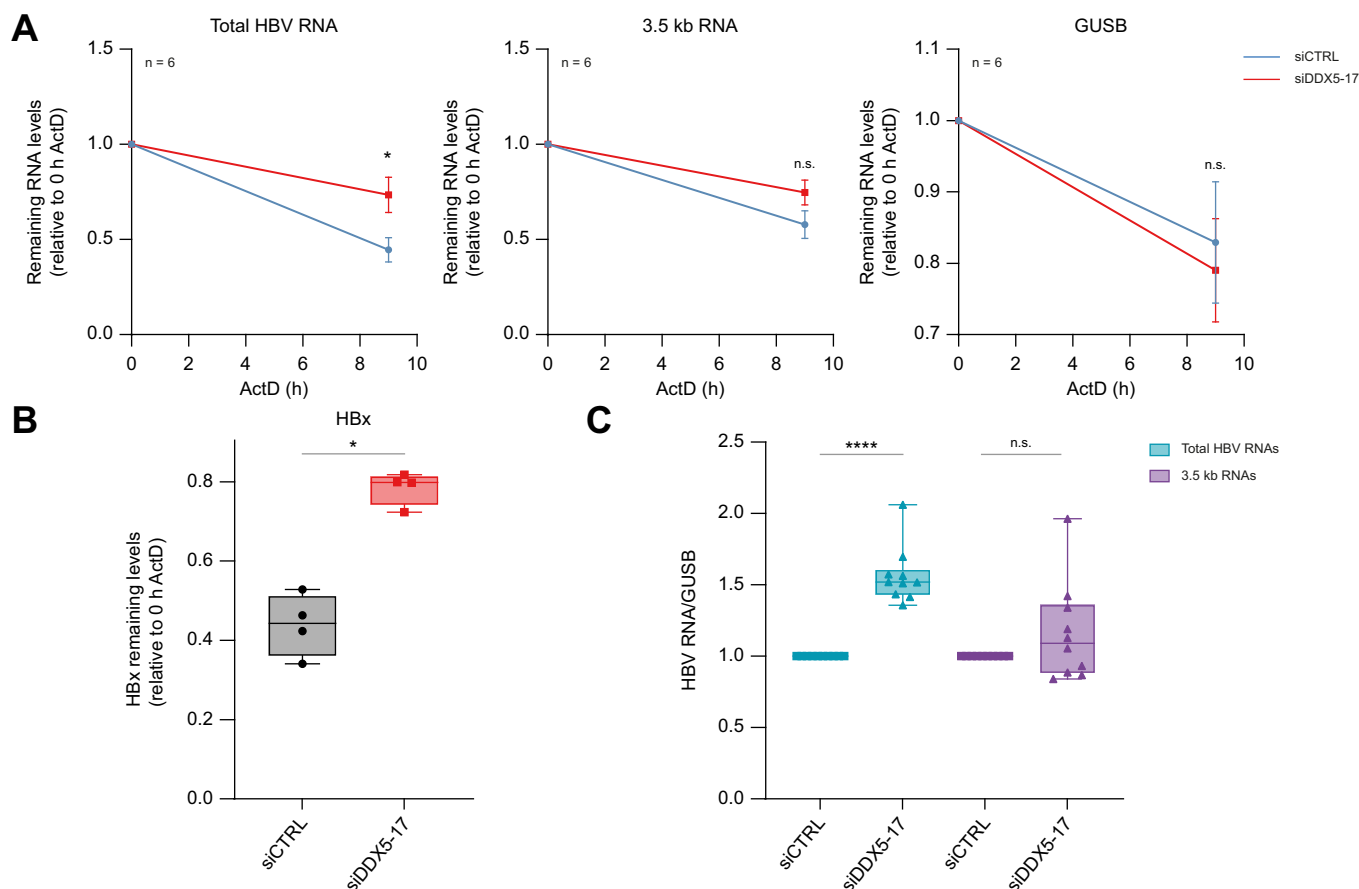 A
Total HBV RNA
Remaining RNA levels
(relative to 0 h ActD)
1.5
1.0
0.5
0.0
n = 6
*
0 2 4 6 8 10
ActD (h)
3.5 kb RNA
Remaining RNA levels
(relative to 0 h ActD)
1.5
1.0
0.5
0.0
n.s.
0 2 4 6 8 10
ActD (h)
GUSB
Remaining RNA levels
(relative to 0 h ActD)
1.1
1.0
0.9
0.8
0.7
n = 6
n.s.
0 2 4 6 8 10
ActD (h)
n = 6
siCTRL
siDDX5-17
B
HBx
HBx remaining levels
(relative to 0 h ActD)
0.8
0.6
0.4
0.2
0.0
*
siCTRL
siDDX5-17
C
HBV RNA/GUSB
2.5
2.0
1.5
1.0
0.5
0.0
****
n.s.
siCTRL
siDDX5-17
siCTRL
siDDX5-17
Total HBV RNAs
3.5 kb RNAs